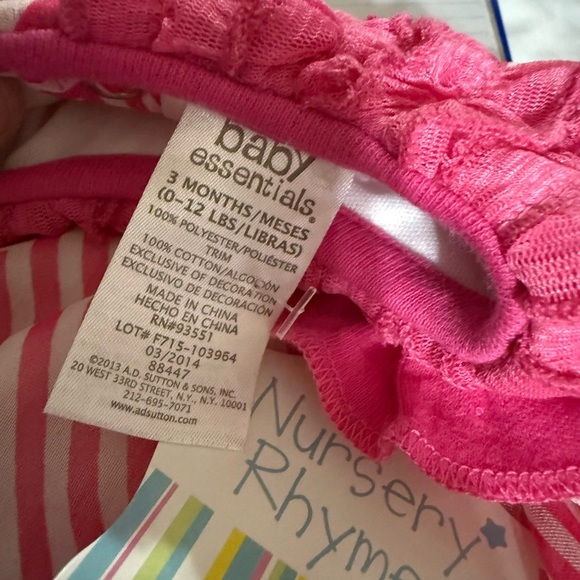 baby
essentials®
3 MONTHS/MESES
(0-12 LBS/LIBRAS)
100% POLYESTER/POLIÉSTER
TRIM
100% COTTON/ALGODÓN
EXCLUSIVE OF DECORATION
EXCLUSIVO DE DECORACIÓN
MADE IN CHINA
HECHO EN CHINA
RN#93551
LOT# F715-103964
03/2014
88447
©2013 A.D. SUTTON & SONS, INC.
20 WEST 33RD STREET, N.Y., N.Y. 10001
212-695-7071
www.adsutton.com
Nursery
Rhyme